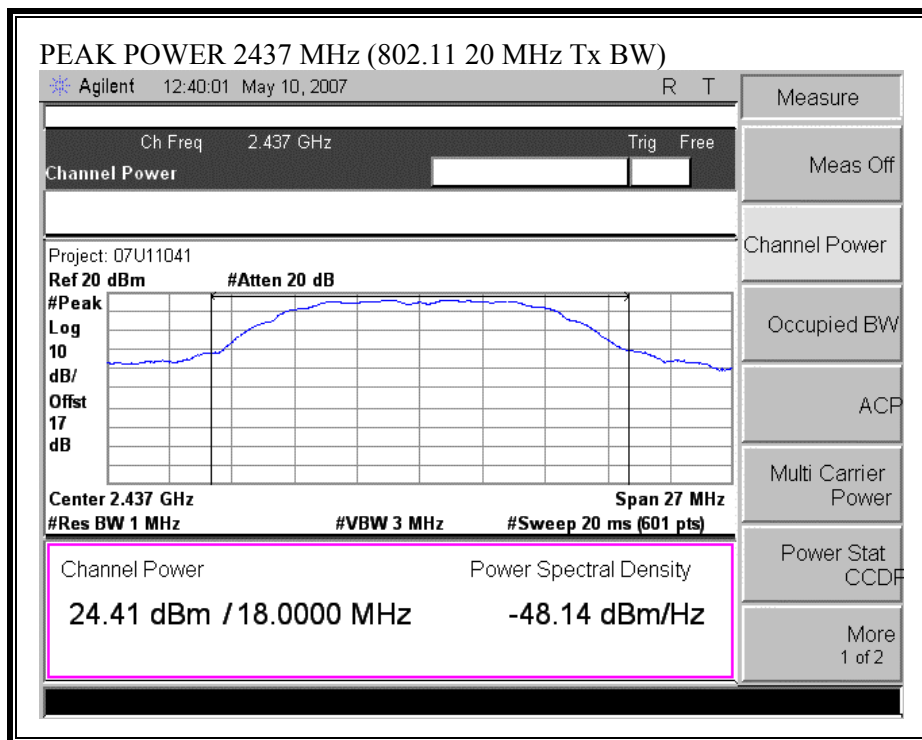 PEAK POWER 2437 MHz (802.11 20 MHz Tx BW)
Agilent 12:40:01 May 10, 2007 R T
Ch Freq 2.437 GHz Trig Free
Channel Power
Project: 07U11041
Ref 20 dBm #Atten 20 dB
#Peak
Log
10
dB/
Offst
17
dB
Center 2.437 GHz Span 27 MHz
#Res BW 1 MHz #VBW 3 MHz #Sweep 20 ms (601 pts)
Channel Power Power Spectral Density
24.41 dBm / 18.0000 MHz -48.14 dBm/Hz
Measure
Meas Off
Channel Power
Occupied BW
ACP
Multi Carrier
Power
Power Stat
CCDF
More
1 of 2